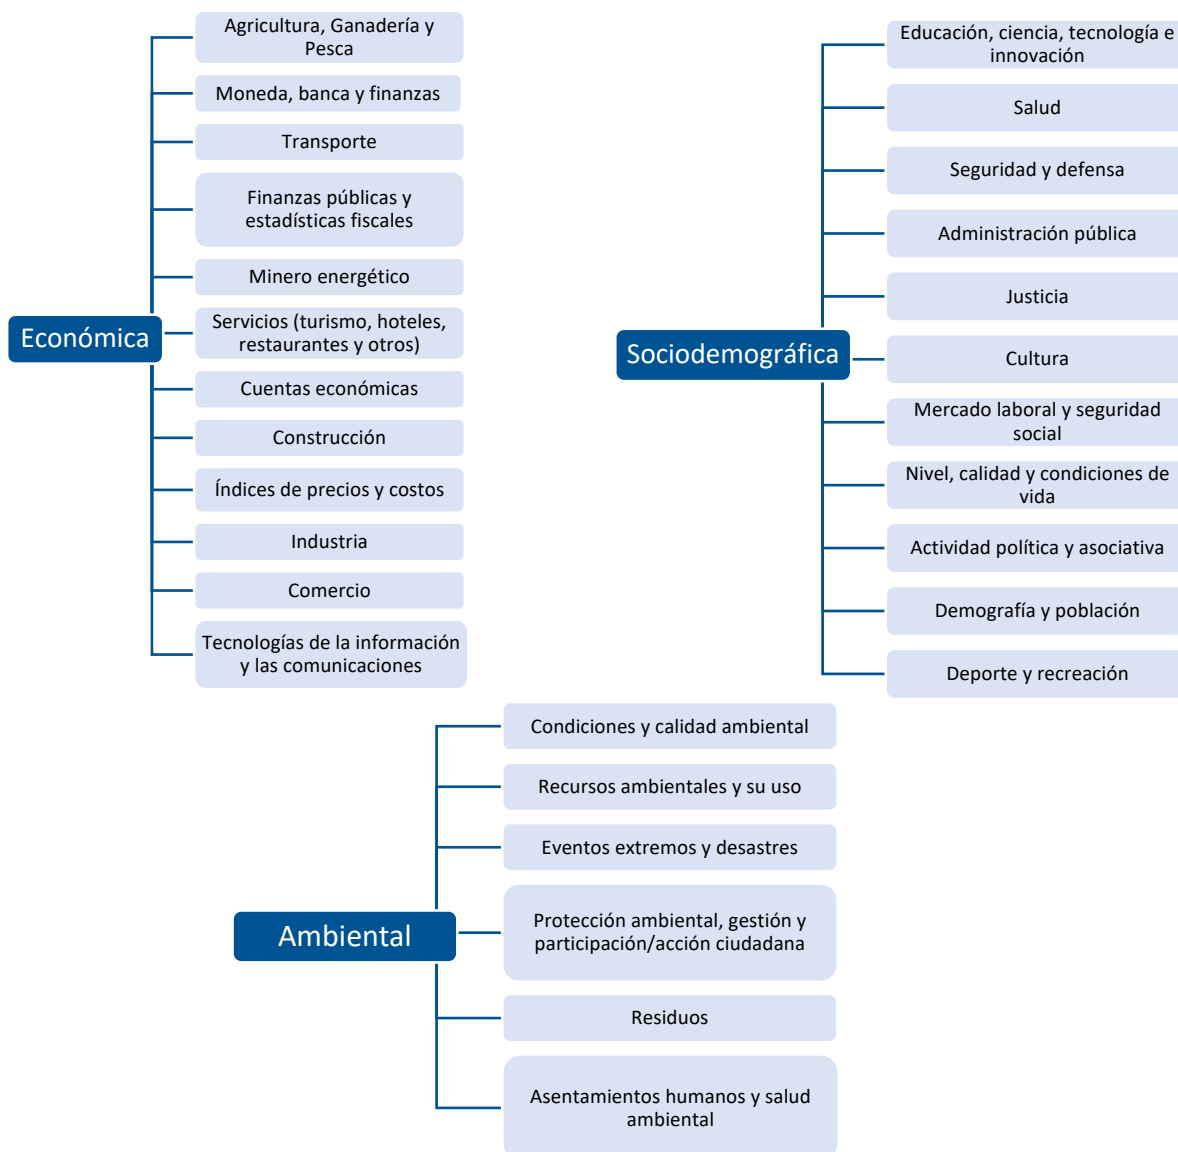 Económica
Agricultura, Ganadería y
Pesca
Moneda, banca y finanzas
Transporte
Finanzas públicas y
estadísticas fiscales
Minero energético
Servicios (turismo, hoteles,
restaurantes y otros)
Cuentas económicas
Construcción
Índices de precios y costos
Industria
Comercio
Tecnologías de la información
y las comunicaciones
Sociodemográfica
Educación, ciencia, tecnología e
innovación
Salud
Seguridad y defensa
Administración pública
Justicia
Cultura
Mercado laboral y seguridad
social
Nivel, calidad y condiciones de
vida
Actividad política y asociativa
Demografía y población
Deporte y recreación
Ambiental
Condiciones y calidad ambiental
Recursos ambientales y su uso
Eventos extremos y desastres
Protección ambiental, gestión y
participación/acción ciudadana
Residuos
Asentamientos humanos y salud
ambiental